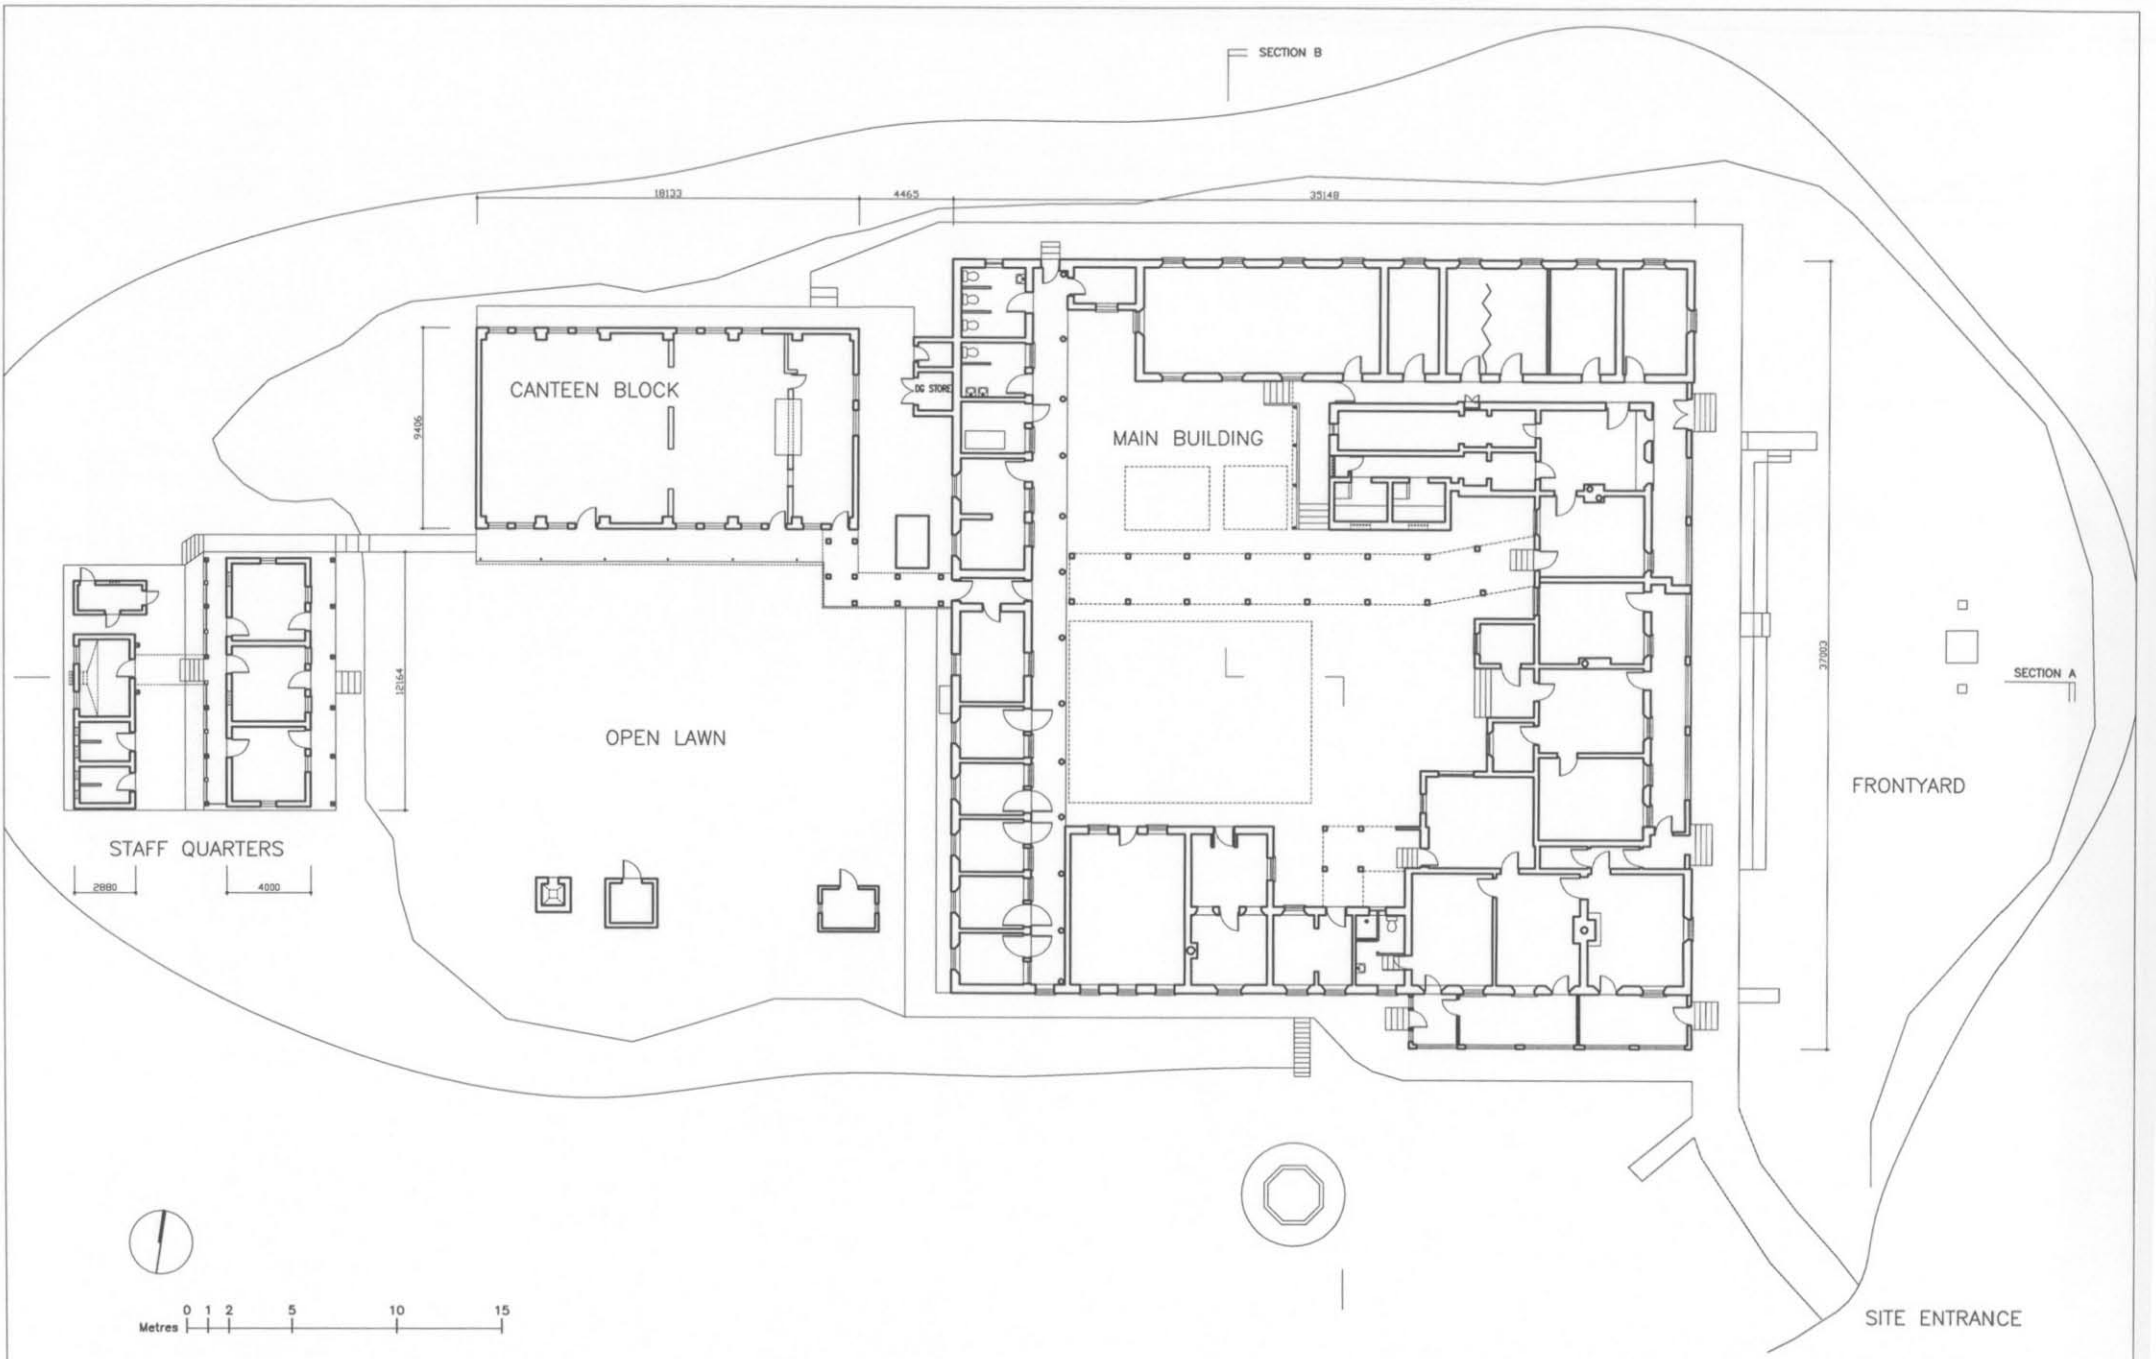 SECTION B
18133
4465
35148
DG STORE
CANTEEN BLOCK
9406
MAIN BUILDING
12164
37003
SECTION A
OPEN LAWN
FRONTYARD
STAFF QUARTERS
2880
4000
0 1 2 5 10 15
Metres
SITE ENTRANCE